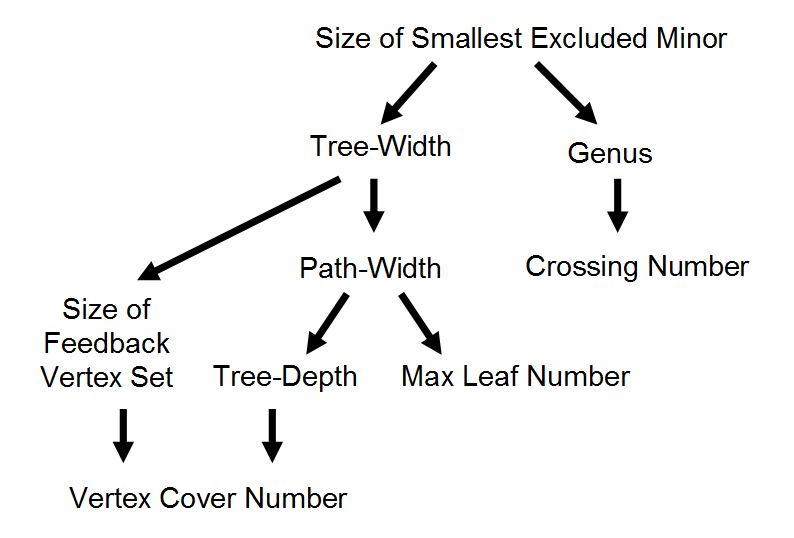 Size of Smallest Excluded Minor
Tree-Width
Genus
Path-Width
Crossing Number
Size of
Feedback
Vertex Set
Tree-Depth
Max Leaf Number
Vertex Cover Number